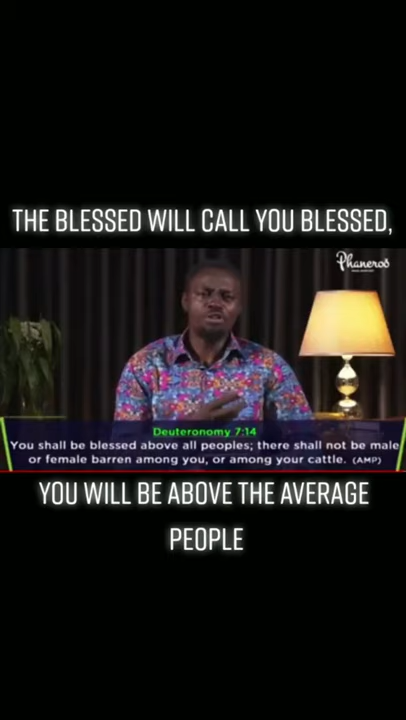 THE BLESSED WILL CALL YOU BLESSED,
Phaneroo
Deuteronomy 7:14
You shall be blessed above all peoples; there shall not be male
or female barren among you, or among your cattle. (AMP)
YOU WILL BE ABOVE THE AVERAGE
PEOPLE